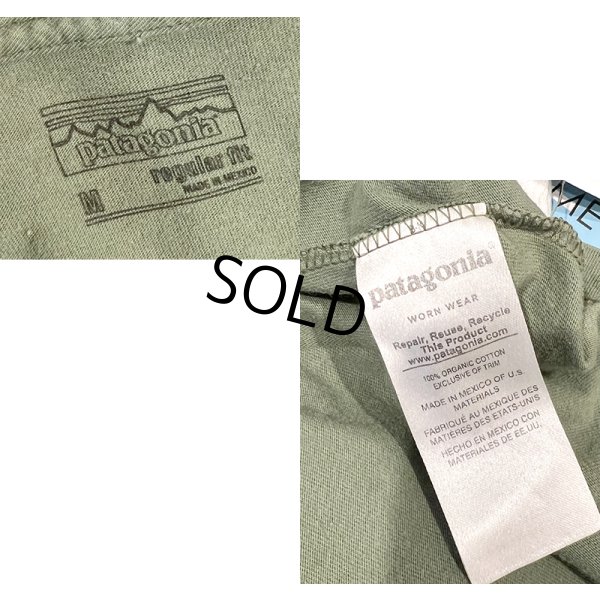 patagonia®
M regular fit
MADE IN MEXICO
ME
SOLD
patagonia®
WORN WEAR
Repair, Reuse, Recycle
This Product
www.patagonia.com
100% ORGANIC COTTON
EXCLUSIVE OF TRIM
MADE IN MEXICO OF U.S.
MATERIALS
FABRIQUÉ AU MEXIQUE DES
MATIÈRES DES ETATS-UNIS
HECHO EN MEXICO CON
MATERIALES DE EE.UU.